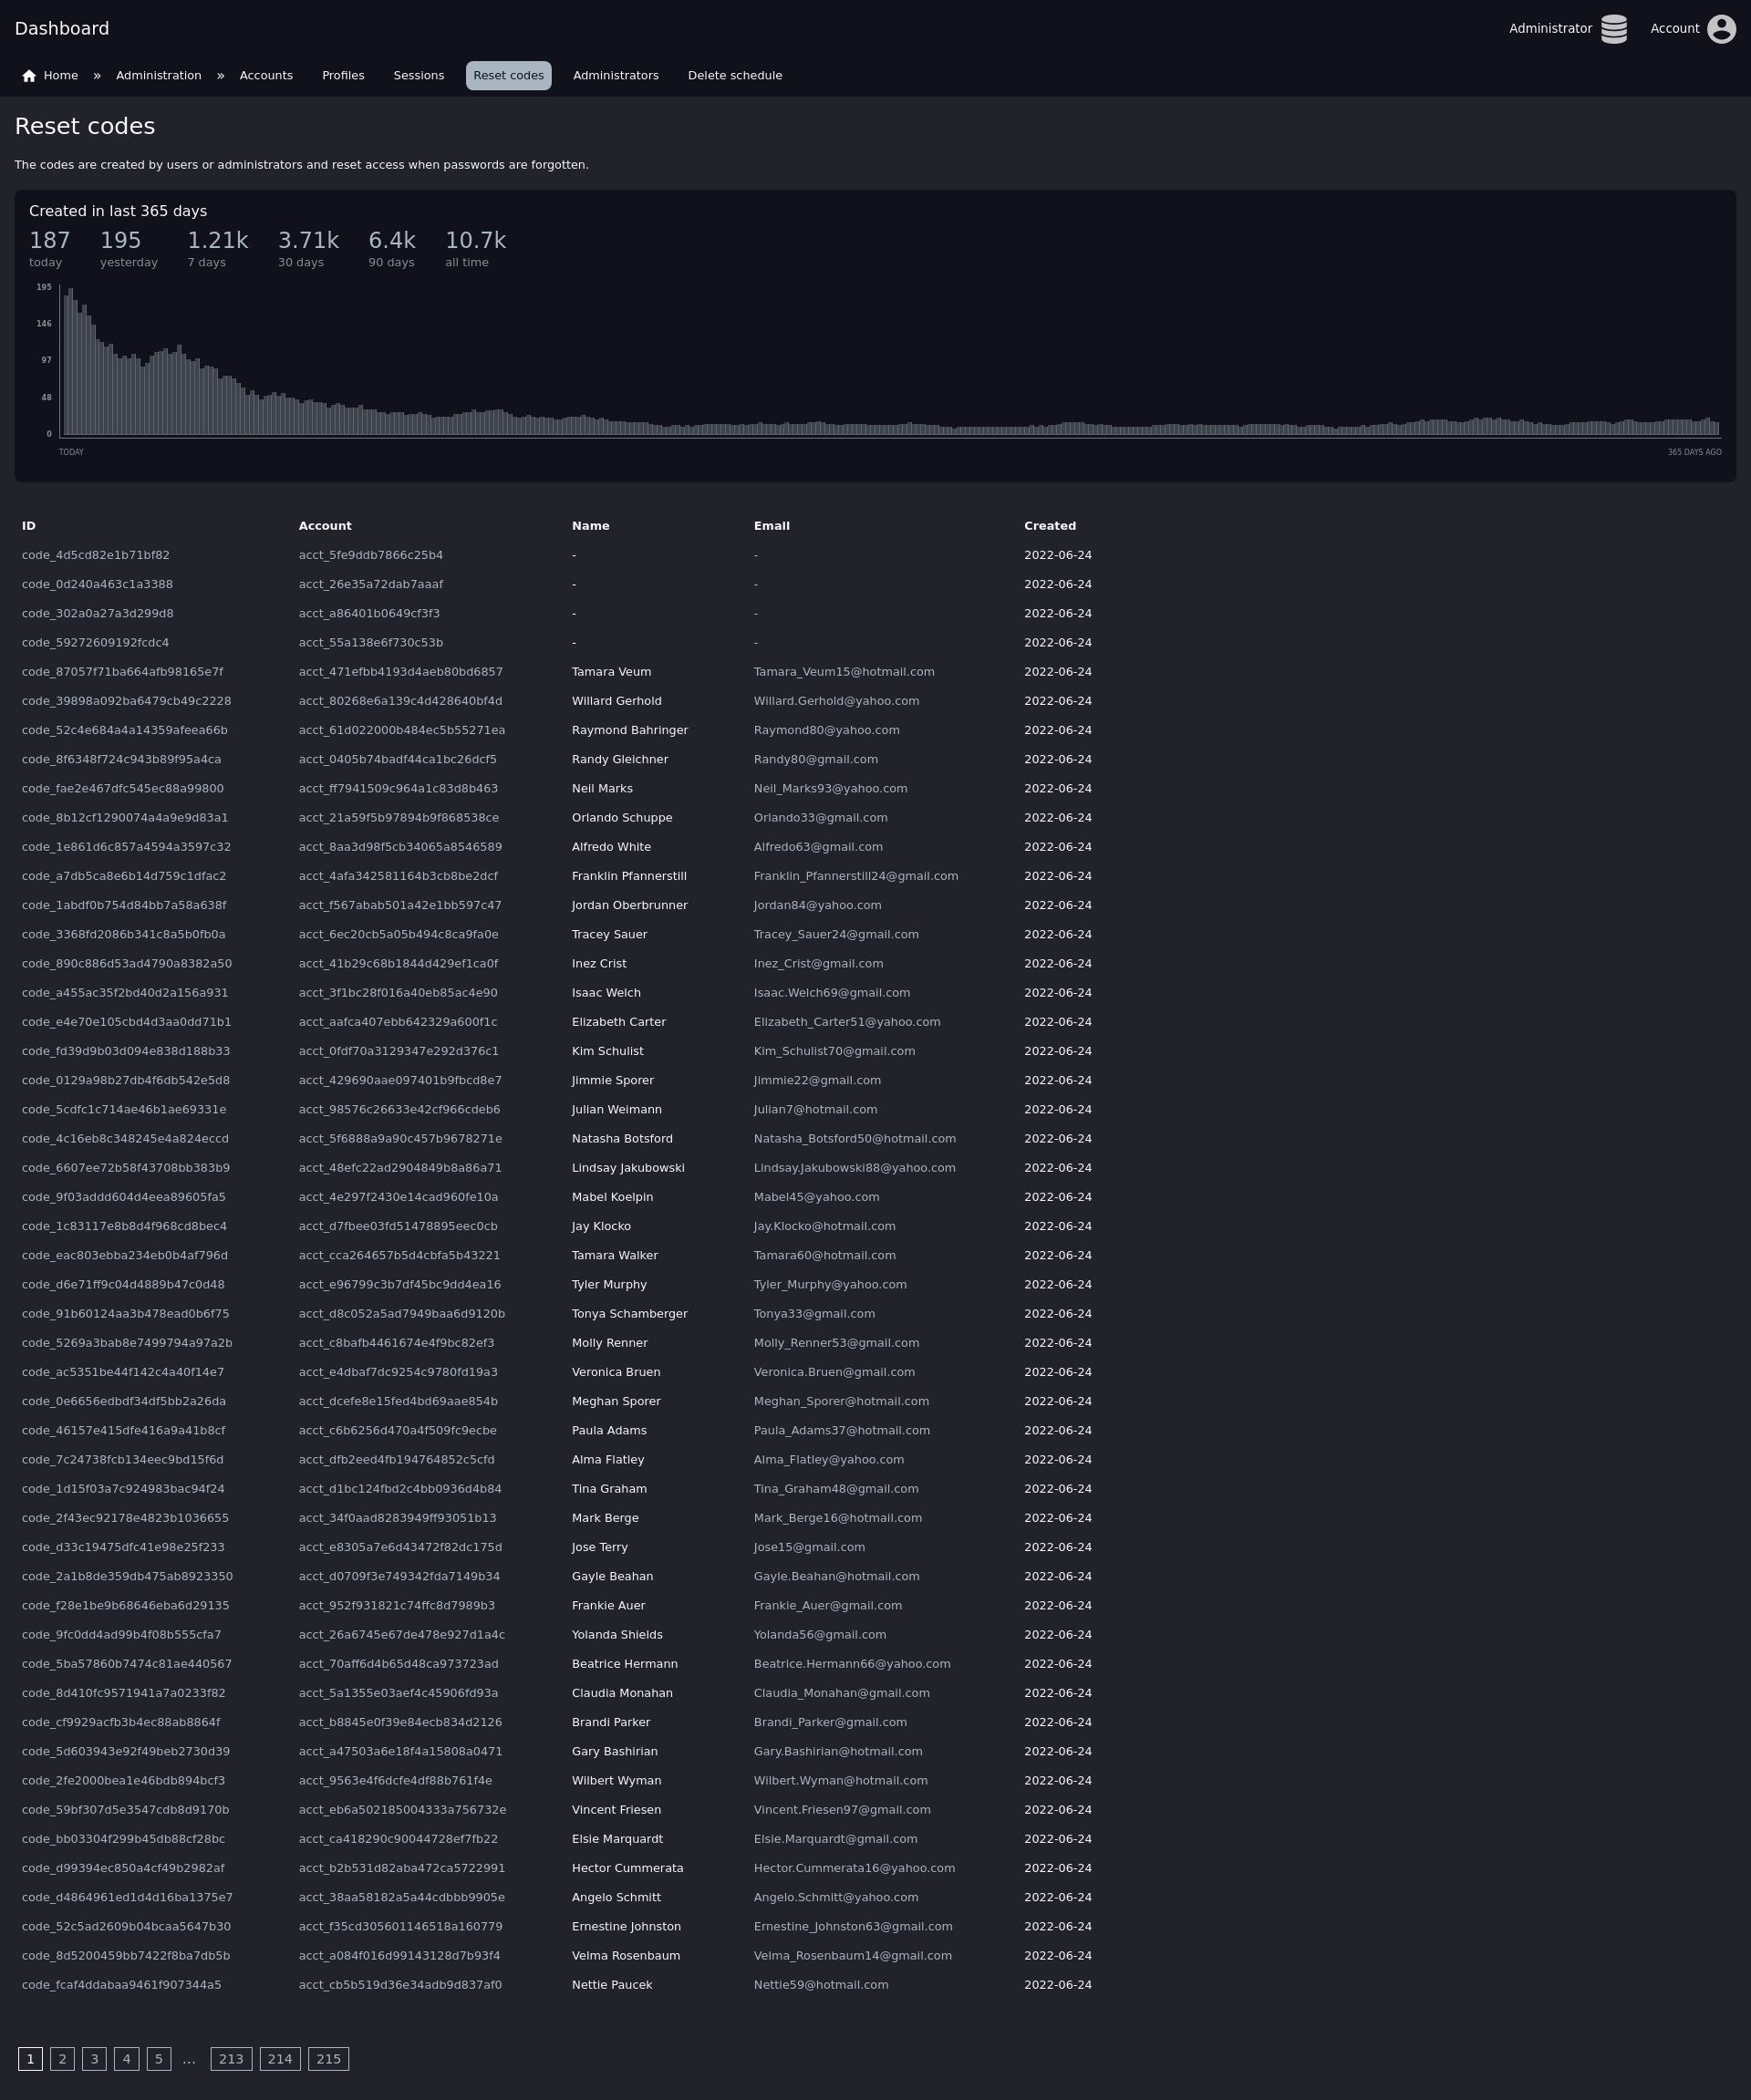 Dashboard
Administrator Account
Home » Administration » Accounts Profiles Sessions Reset codes Administrators Delete schedule
Reset codes
The codes are created by users or administrators and reset access when passwords are forgotten.
Created in last 365 days
187 195 1.21k 3.71k 6.4k 10.7k
today yesterday 7 days 30 days 90 days all time
195
146
97
48
0
TODAY 365 DAYS AGO
ID Account Name Email Created
code_4d5cd82e1b71bf82 acct_5fe9ddb7866c25b4 - - 2022-06-24
code_0d240a463c1a3388 acct_26e35a72dab7aaaf - - 2022-06-24
code_302a0a27a3d299d8 acct_a86401b0649cf3f3 - - 2022-06-24
code_59272609192fcdc4 acct_55a138e6f730c53b - - 2022-06-24
code_87057f71ba664afb98165e7f acct_471efbb4193d4aeb80bd6857 Tamara Veum Tamara_Veum15@hotmail.com 2022-06-24
code_39898a092ba6479cb49c2228 acct_80268e6a139c4d428640bf4d Willard Gerhold Willard.Gerhold@yahoo.com 2022-06-24
code_52c4e684a4a14359afeea66b acct_61d022000b484ec5b55271ea Raymond Bahringer Raymond80@yahoo.com 2022-06-24
code_8f6348f724c943b89f95a4ca acct_0405b74badf44ca1bc26dcf5 Randy Gleichner Randy80@gmail.com 2022-06-24
code_fae2e467dfc545ec88a99800 acct_ff7941509c964a1c83d8b463 Neil Marks Neil_Marks93@yahoo.com 2022-06-24
code_8b12cf1290074a4a9e9d83a1 acct_21a59f5b97894b9f868538ce Orlando Schuppe Orlando33@gmail.com 2022-06-24
code_1e861d6c857a4594a3597c32 acct_8aa3d98f5cb34065a8546589 Alfredo White Alfredo63@gmail.com 2022-06-24
code_a7db5ca8e6b14d759c1dfac2 acct_4afa342581164b3cb8be2dcf Franklin Pfannerstill Franklin_Pfannerstill24@gmail.com 2022-06-24
code_1abdf0b754d84bb7a58a638f acct_f567abab501a42e1bb597c47 Jordan Oberbrunner Jordan84@yahoo.com 2022-06-24
code_3368fd2086b341c8a5b0fb0a acct_6ec20cb5a05b494c8ca9fa0e Tracey Sauer Tracey_Sauer24@gmail.com 2022-06-24
code_890c886d53ad4790a8382a50 acct_41b29c68b1844d429ef1ca0f Inez Crist Inez_Crist@gmail.com 2022-06-24
code_a455ac35f2bd40d2a156a931 acct_3f1bc28f016a40eb85ac4e90 Isaac Welch Isaac.Welch69@gmail.com 2022-06-24
code_e4e70e105cbd4d3aa0dd71b1 acct_aafca407ebb642329a600f1c Elizabeth Carter Elizabeth_Carter51@yahoo.com 2022-06-24
code_fd39d9b03d094e838d188b33 acct_0fdf70a3129347e292d376c1 Kim Schulist Kim_Schulist70@gmail.com 2022-06-24
code_0129a98b27db4f6db542e5d8 acct_429690aae097401b9fbcd8e7 Jimmie Sporer Jimmie22@gmail.com 2022-06-24
code_5cdfc1c714ae46b1ae69331e acct_98576c26633e42cf966cdeb6 Julian Weimann Julian7@hotmail.com 2022-06-24
code_4c16eb8c348245e4a824eccd acct_5f6888a9a90c457b9678271e Natasha Botsford Natasha_Botsford50@hotmail.com 2022-06-24
code_6607ee72b58f43708bb383b9 acct_48efc22ad2904849b8a86a71 Lindsay Jakubowski Lindsay.Jakubowski88@yahoo.com 2022-06-24
code_9f03addd604d4eea89605fa5 acct_4e297f2430e14cad960fe10a Mabel Koelpin Mabel45@yahoo.com 2022-06-24
code_1c83117e8b8d4f968cd8bec4 acct_d7fbee03fd51478895eec0cb Jay Klocko Jay.Klocko@hotmail.com 2022-06-24
code_eac803ebba234eb0b4af796d acct_cca264657b5d4cbfa5b43221 Tamara Walker Tamara60@hotmail.com 2022-06-24
code_d6e71ff9c04d4889b47c0d48 acct_e96799c3b7df45bc9dd4ea16 Tyler Murphy Tyler_Murphy@yahoo.com 2022-06-24
code_91b60124aa3b478ead0b6f75 acct_d8c052a5ad7949baa6d9120b Tonya Schamberger Tonya33@gmail.com 2022-06-24
code_5269a3bab8e7499794a97a2b acct_c8bafb4461674e4f9bc82ef3 Molly Renner Molly_Renner53@gmail.com 2022-06-24
code_ac5351be44f142c4a40f14e7 acct_e4dbaf7dc9254c9780fd19a3 Veronica Bruen Veronica.Bruen@gmail.com 2022-06-24
code_0e6656edbdf34df5bb2a26da acct_dcefe8e15fed4bd69aae854b Meghan Sporer Meghan_Sporer@hotmail.com 2022-06-24
code_46157e415dfe416a9a41b8cf acct_c6b6256d470a4f509fc9ecbe Paula Adams Paula_Adams37@hotmail.com 2022-06-24
code_7c24738fcb134eec9bd15f6d acct_dfb2eed4fb194764852c5cfd Alma Flatley Alma_Flatley@yahoo.com 2022-06-24
code_1d15f03a7c924983bac94f24 acct_d1bc124fbd2c4bb0936d4b84 Tina Graham Tina_Graham48@gmail.com 2022-06-24
code_2f43ec92178e4823b1036655 acct_34f0aad8283949ff93051b13 Mark Berge Mark_Berge16@hotmail.com 2022-06-24
code_d33c19475dfc41e98e25f233 acct_e8305a7e6d43472f82dc175d Jose Terry Jose15@gmail.com 2022-06-24
code_2a1b8de359db475ab8923350 acct_d0709f3e749342fda7149b34 Gayle Beahan Gayle.Beahan@hotmail.com 2022-06-24
code_f28e1be9b68646eba6d29135 acct_952f931821c74ffc8d7989b3 Frankie Auer Frankie_Auer@gmail.com 2022-06-24
code_9fc0dd4ad99b4f08b555cfa7 acct_26a6745e67de478e927d1a4c Yolanda Shields Yolanda56@gmail.com 2022-06-24
code_5ba57860b7474c81ae440567 acct_70aff6d4b65d48ca973723ad Beatrice Hermann Beatrice.Hermann66@yahoo.com 2022-06-24
code_8d410fc9571941a7a0233f82 acct_5a1355e03aef4c45906fd93a Claudia Monahan Claudia_Monahan@gmail.com 2022-06-24
code_cf9929acfb3b4ec88ab8864f acct_b8845e0f39e84ecb834d2126 Brandi Parker Brandi_Parker@gmail.com 2022-06-24
code_5d603943e92f49beb2730d39 acct_a47503a6e18f4a15808a0471 Gary Bashirian Gary.Bashirian@hotmail.com 2022-06-24
code_2fe2000bea1e46bdb894bcf3 acct_9563e4f6dcfe4df88b761f4e Wilbert Wyman Wilbert.Wyman@hotmail.com 2022-06-24
code_59bf307d5e3547cdb8d9170b acct_eb6a502185004333a756732e Vincent Friesen Vincent.Friesen97@gmail.com 2022-06-24
code_bb03304f299b45db88cf28bc acct_ca418290c90044728ef7fb22 Elsie Marquardt Elsie.Marquardt@gmail.com 2022-06-24
code_d99394ec850a4cf49b2982af acct_b2b531d82aba472ca5722991 Hector Cummerata Hector.Cummerata16@yahoo.com 2022-06-24
code_d4864961ed1d4d16ba1375e7 acct_38aa58182a5a44cdbbb9905e Angelo Schmitt Angelo.Schmitt@yahoo.com 2022-06-24
code_52c5ad2609b04bcaa5647b30 acct_f35cd305601146518a160779 Ernestine Johnston Ernestine_Johnston63@gmail.com 2022-06-24
code_8d5200459bb7422f8ba7db5b acct_a084f016d99143128d7b93f4 Velma Rosenbaum Velma_Rosenbaum14@gmail.com 2022-06-24
code_fcaf4ddabaa9461f907344a5 acct_cb5b519d36e34adb9d837af0 Nettie Paucek Nettie59@hotmail.com 2022-06-24
1 2 3 4 5 … 213 214 215